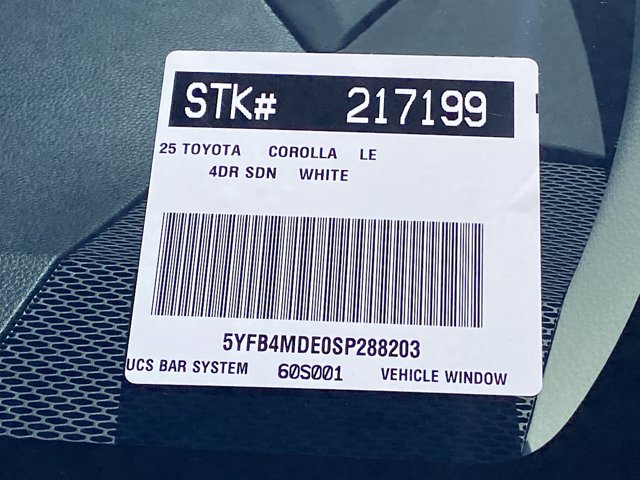 STK# 217199
25 TOYOTA COROLLA LE
4DR SDN WHITE
5YFB4MDE0SP288203
UCS BAR SYSTEM 60S001 VEHICLE WINDOW